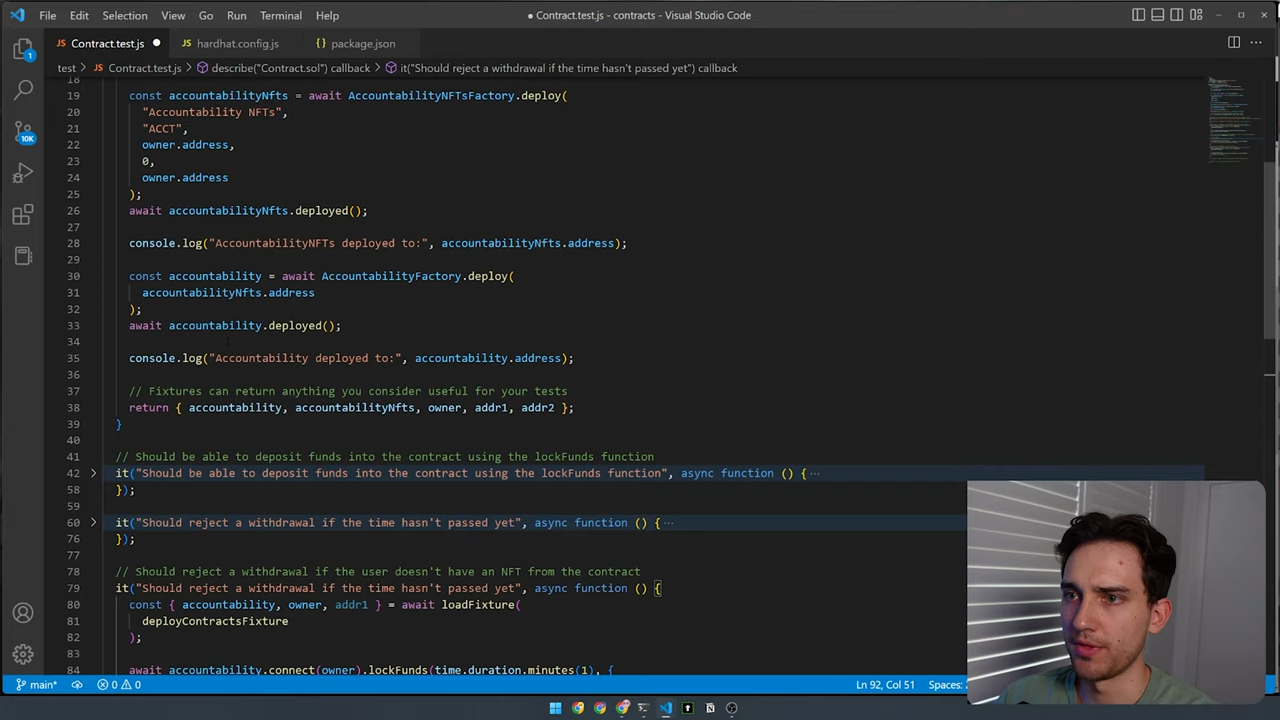 File Edit Selection View Go Run Terminal Help
● Contract.test.js - contracts - Visual Studio Code
JS Contract.test.js ● JS hardhat.config.js {} package.json
test > JS Contract.test.js > describe("Contract.sol") callback > it("Should reject a withdrawal if the time hasn't passed yet") callback
1
10K
18
19 const accountabilityNfts = await AccountabilityNFTsFactory.deploy(
20 "Accountability NFTs",
21 "ACCT",
22 owner.address,
23 0,
24 owner.address
25 );
26 await accountabilityNfts.deployed();
27
28 console.log("AccountabilityNFTs deployed to:", accountabilityNfts.address);
29
30 const accountability = await AccountabilityFactory.deploy(
31 accountabilityNfts.address
32 );
33 await accountability.deployed();
34
35 console.log("Accountability deployed to:", accountability.address);
36
37 // Fixtures can return anything you consider useful for your tests
38 return { accountability, accountabilityNfts, owner, addr1, addr2 };
39 }
40
41 // Should be able to deposit funds into the contract using the lockFunds function
42 it("Should be able to deposit funds into the contract using the lockFunds function", async function () { ···
58 });
59
60 it("Should reject a withdrawal if the time hasn't passed yet", async function () { ···
76 });
77
78 // Should reject a withdrawal if the user doesn't have an NFT from the contract
79 it("Should reject a withdrawal if the time hasn't passed yet", async function () {
80 const { accountability, owner, addr1 } = await loadFixture(
81 deployContractsFixture
82 );
83
84 await accountability.connect(owner).lockFunds(time.duration.minutes(1), {
main* 0 0 Ln 92, Col 51 Spaces: